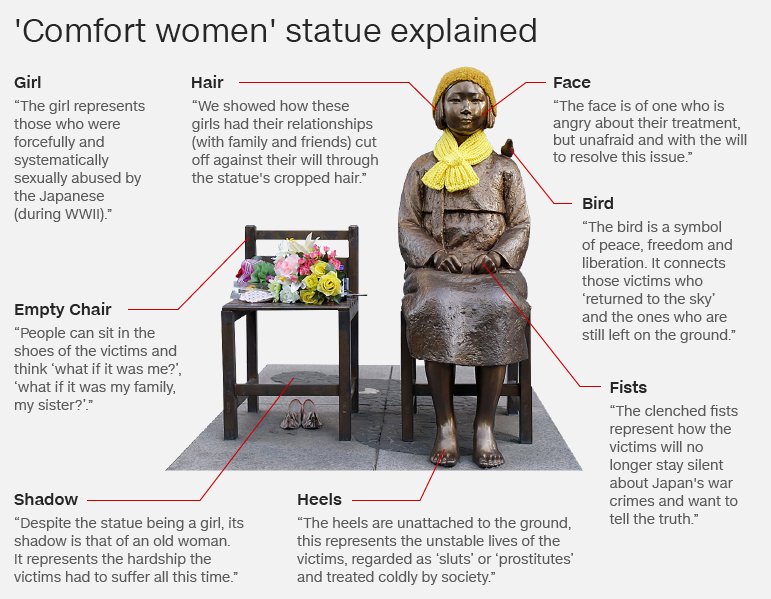 'Comfort women' statue explained
Girl
“The girl represents
those who were
forcefully and
systematically
sexually abused by
the Japanese
(during WWII).”
Hair
“We showed how these
girls had their relationships
(with family and friends) cut
off against their will through
the statue's cropped hair.”
Face
“The face is of one who is
angry about their treatment,
but unafraid and with the will
to resolve this issue.”
Bird
“The bird is a symbol
of peace, freedom and
liberation. It connects
those victims who
‘returned to the sky’
and the ones who are
still left on the ground.”
Empty Chair
“People can sit in the
shoes of the victims and
think ‘what if it was me?’,
‘what if it was my family,
my sister?’.”
Fists
“The clenched fists
represent how the
victims will no
longer stay silent
about Japan's war
crimes and want to
tell the truth.”
Shadow
“Despite the statue being a girl, its
shadow is that of an old woman.
It represents the hardship the
victims had to suffer all this time.”
Heels
“The heels are unattached to the ground,
this represents the unstable lives of the
victims, regarded as ‘sluts’ or ‘prostitutes’
and treated coldly by society.”